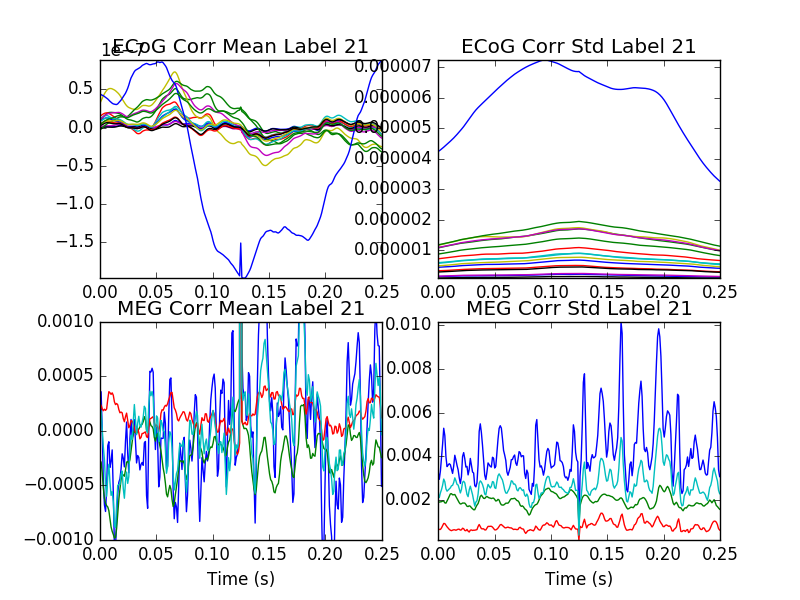 ECoG Corr Mean Label 21
1e−7
0.5
0.0
−0.5
−1.0
−1.5
0.00 0.05 0.10 0.15 0.20 0.25
ECoG Corr Std Label 21
0.000007
0.000006
0.000005
0.000004
0.000003
0.000002
0.000001
0.00 0.05 0.10 0.15 0.20 0.25
MEG Corr Mean Label 21
0.0010
0.0005
0.0000
−0.0005
−0.0010
0.00 0.05 0.10 0.15 0.20 0.25
Time (s)
MEG Corr Std Label 21
0.010
0.008
0.006
0.004
0.002
0.00 0.05 0.10 0.15 0.20 0.25
Time (s)